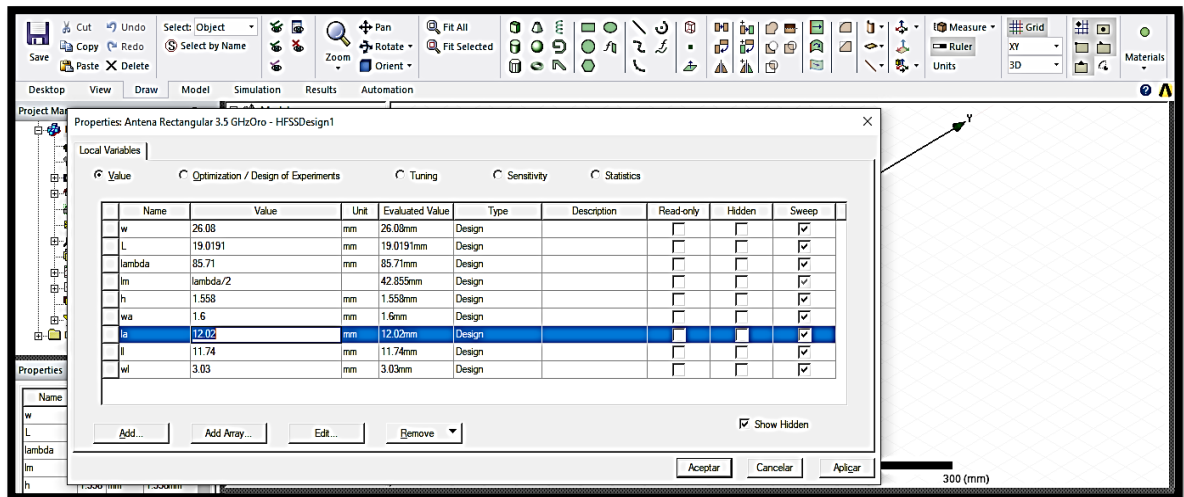 Save
Cut
Undo
Copy
Redo
Paste
Delete
Select: Object
Select by Name
Zoom
Pan
Rotate
Orient
Fit All
Fit Selected
Measure
Ruler
Units
Grid
XY
3D
Materials
Desktop View Draw Model Simulation Results Automation
Project Ma
Properties: Antena Rectangular 3.5 GHzOro - HFSSDesign1
Local Variables
Value Optimization / Design of Experiments Tuning Sensitivity Statistics
Name Value Unit Evaluated Value Type Description Read-only Hidden Sweep
w 26.08 mm 26.08mm Design
L 19.0191 mm 19.0191mm Design
lambda 85.71 mm 85.71mm Design
lm lambda/2 42.855mm Design
h 1.558 mm 1.558mm Design
wa 1.6 mm 1.6mm Design
la 12.02 mm 12.02mm Design
ll 11.74 mm 11.74mm Design
wl 3.03 mm 3.03mm Design
Show Hidden
Add... Add Array... Edit... Remove
Aceptar Cancelar Aplicar
Properties
Name
w
L
lambda
lm
h 1.558 mm 1.558mm
Y
300 (mm)